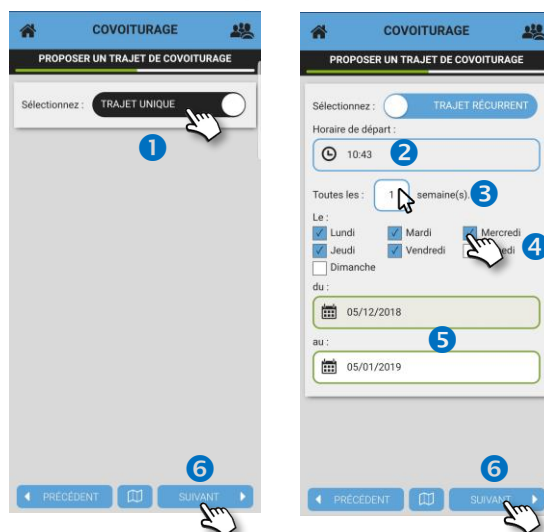 COVOITURAGE
PROPOSER UN TRAJET DE COVOITURAGE
Sélectionnez : TRAJET UNIQUE
1
6
PRÉCÉDENT SUIVANT
COVOITURAGE
PROPOSER UN TRAJET DE COVOITURAGE
Sélectionnez : TRAJET RÉCURRENT
Horaire de départ :
10:43 2
Toutes les : 1 semaine(s). 3
Le :
Lundi Mardi Mercredi
Jeudi Vendredi edi 4
Dimanche
du :
05/12/2018
au : 5
05/01/2019
6
PRÉCÉDENT SUIVANT